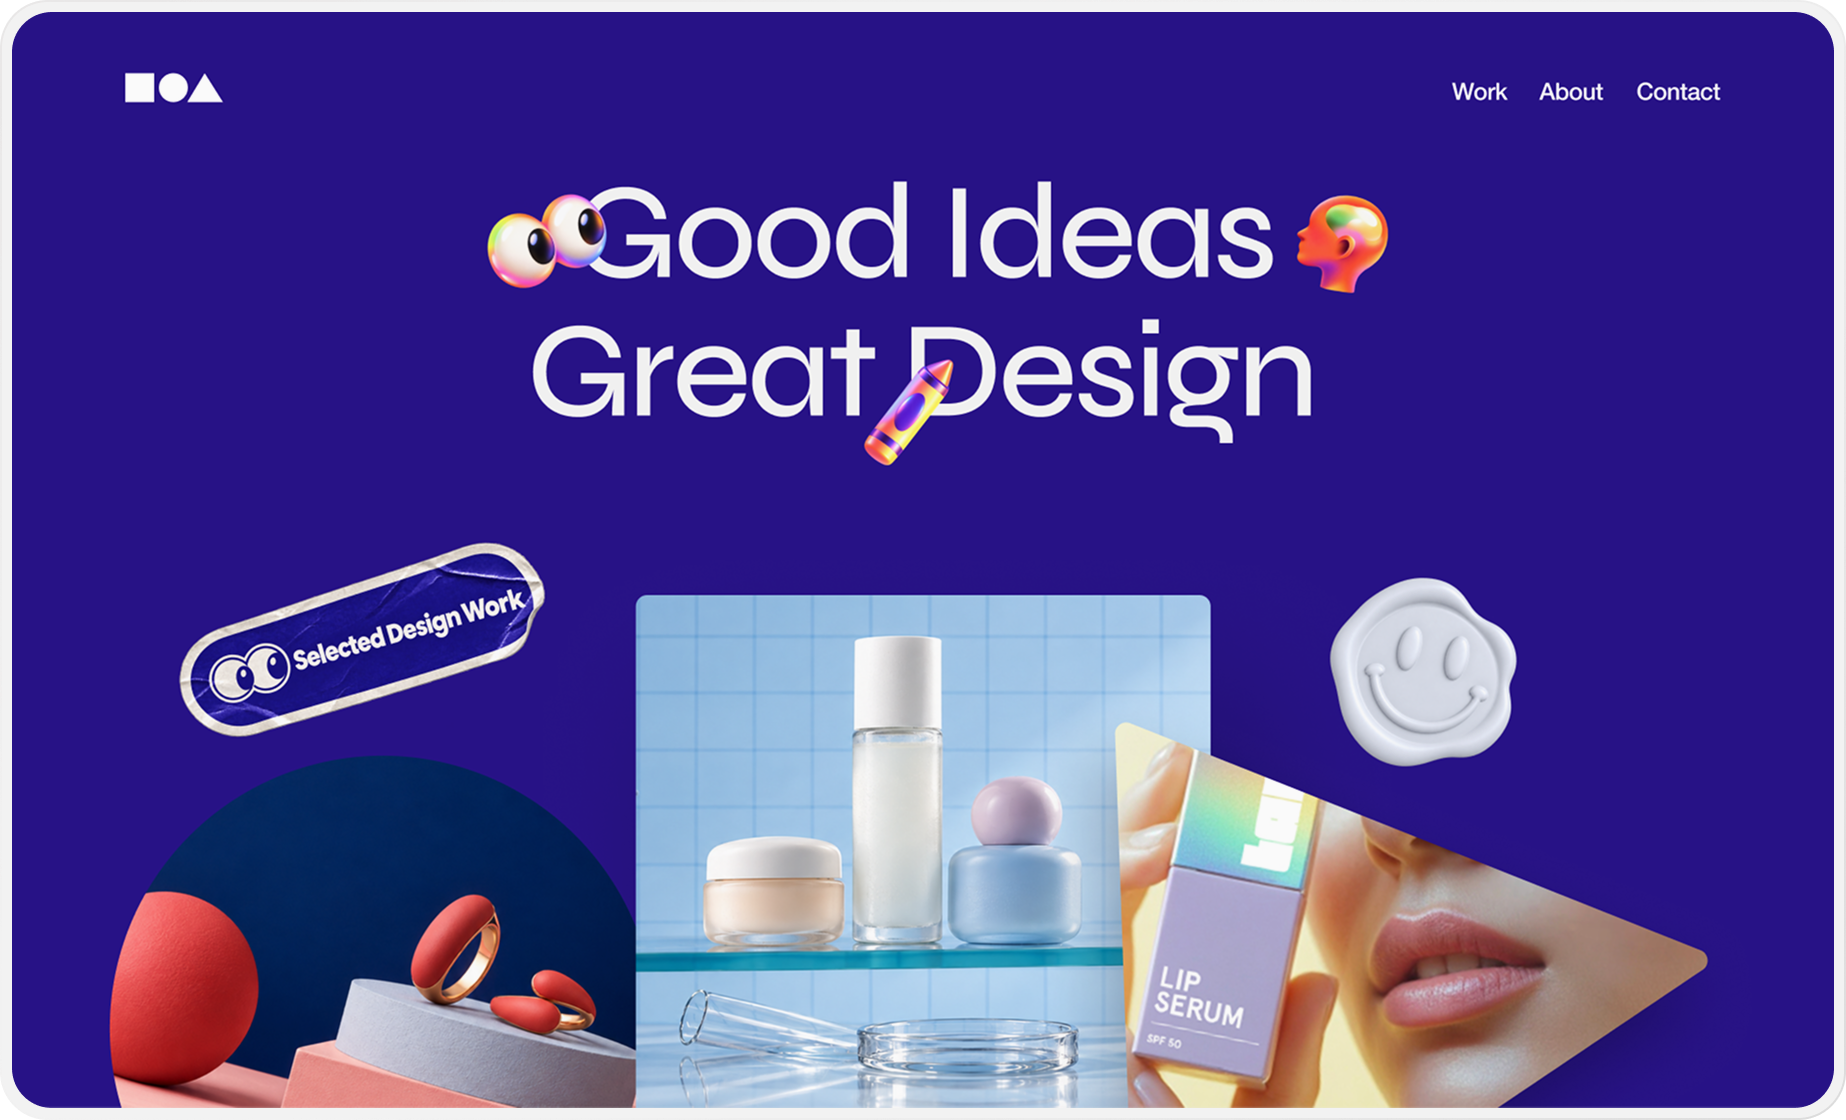 Work About Contact
Good Ideas
Great Design
Selected Design Work
LIP
SERUM
SPF 50